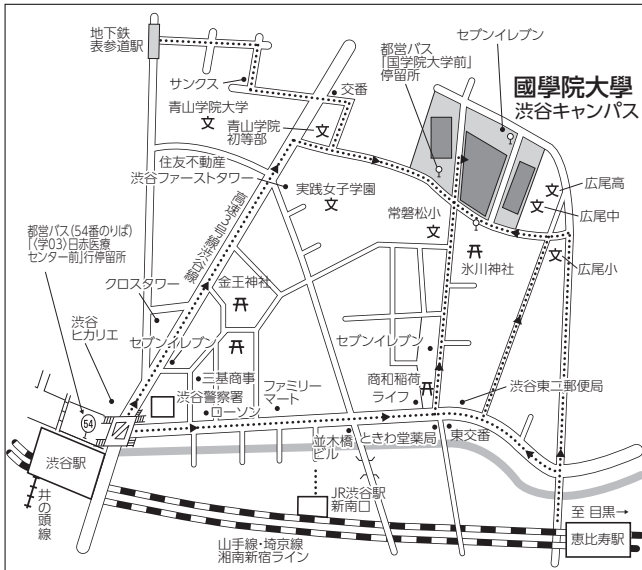 地下鉄
表参道駅
サンクス
青山学院大学
交番
青山学院
初等部
都営バス
「国学院大学前」
停留所
セブンイレブン
國學院大學
渋谷キャンパス
住友不動産
渋谷ファーストタワー
実践女子学園
常磐松小
広尾高
広尾中
広尾小
氷川神社
高速3号線渋谷線
都営バス(54番のりば)
「(学03)日赤医療
センター前」行停留所
クロスタワー
金王神社
渋谷
ヒカリエ
セブンイレブン
セブンイレブン
三基商事
渋谷警察署
ローソン
ファミリー
マート
商和稲荷
ライフ
渋谷東二郵便局
54
渋谷駅
並木橋
ビル
ときわ堂薬局
東交番
井の頭線
JR渋谷駅
新南口
山手線・埼京線
湘南新宿ライン
至 目黒→
恵比寿駅